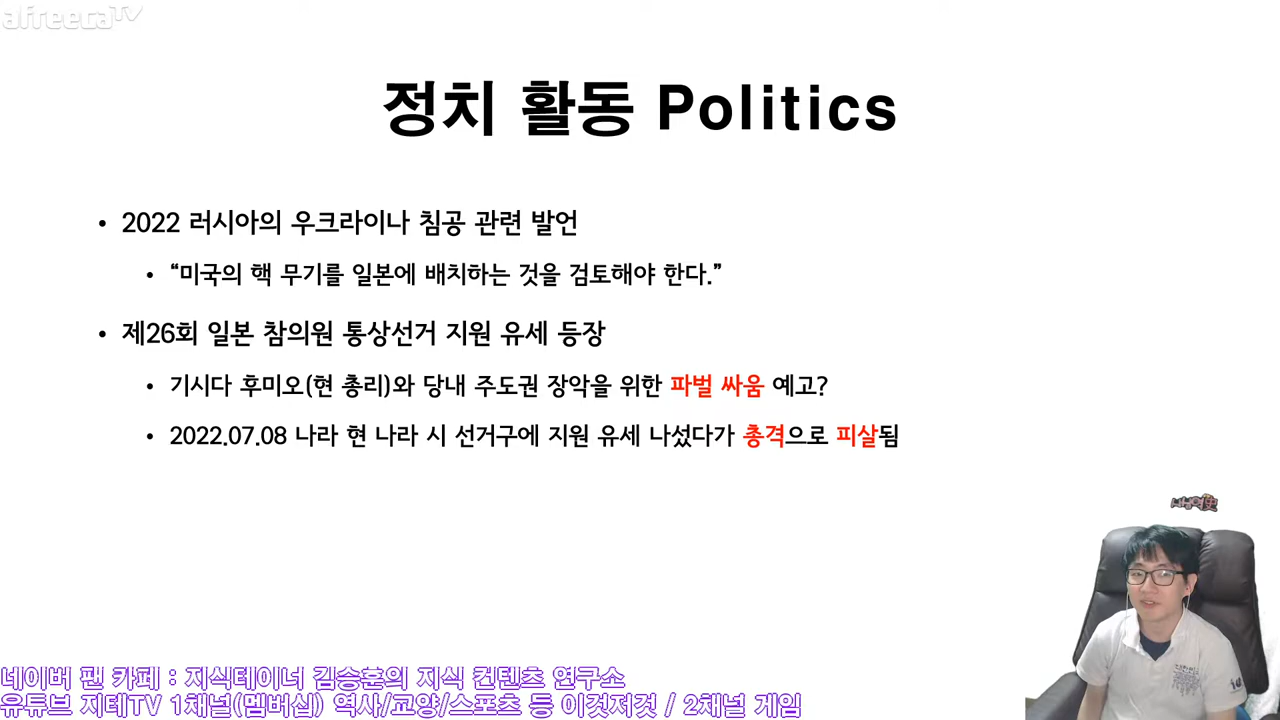 afreecaTV
정치 활동 Politics
• 2022 러시아의 우크라이나 침공 관련 발언
• “미국의 핵 무기를 일본에 배치하는 것을 검토해야 한다.”
• 제26회 일본 참의원 통상선거 지원 유세 등장
• 기시다 후미오(현 총리)와 당내 주도권 장악을 위한 파벌 싸움 예고?
• 2022.07.08 나라 현 나라 시 선거구에 지원 유세 나섰다가 총격으로 피살됨
네이버 팬 카페 : 지식테이너 김승훈의 지식 컨텐츠 연구소
유튜브 지테TV 1채널(멤버십) 역사/교양/스포츠 등 이것저것 / 2채널 게임